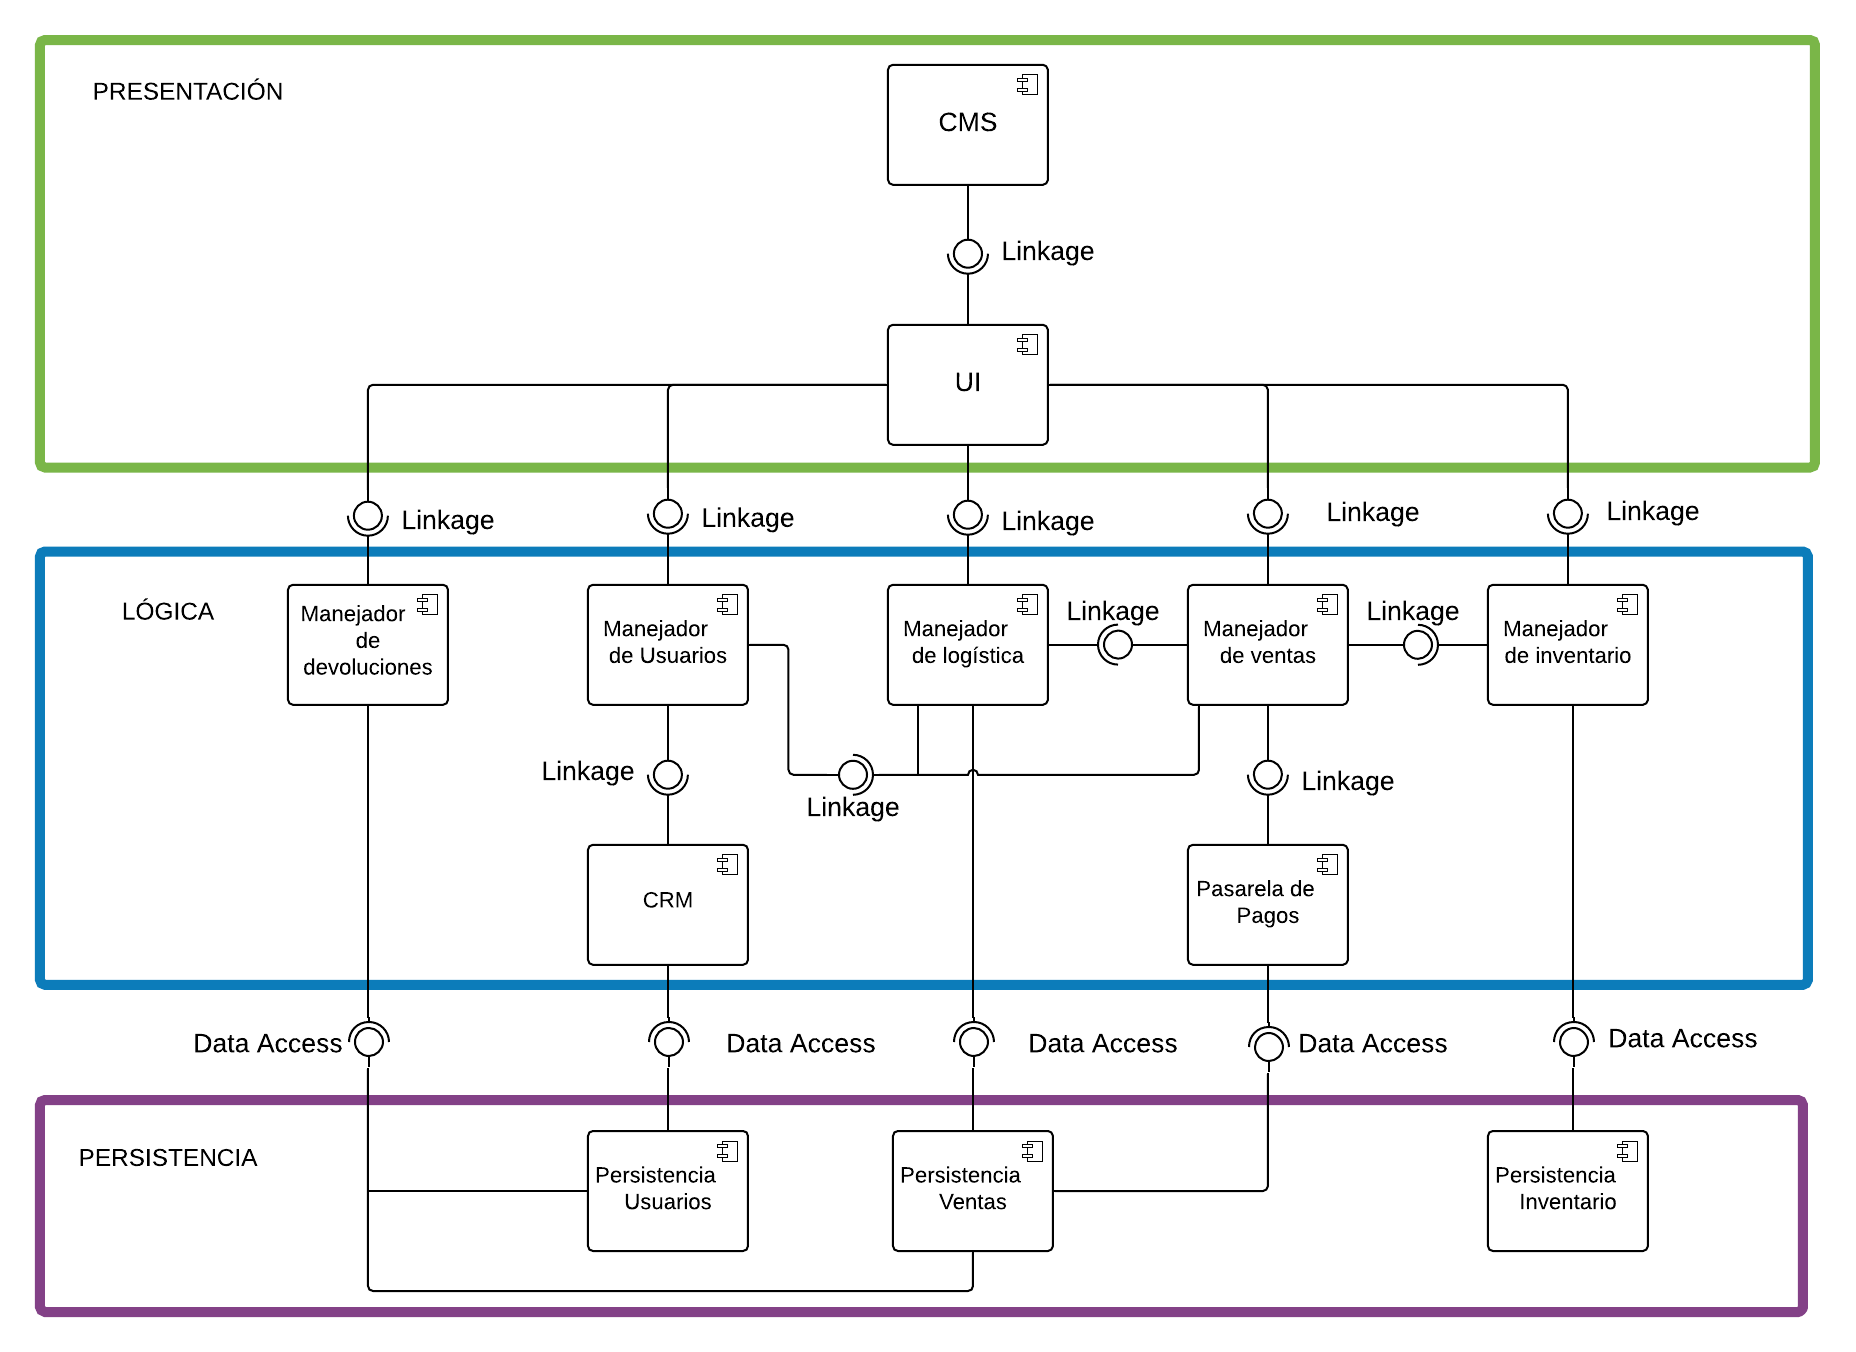 PRESENTACIÓN
CMS
Linkage
UI
Linkage
Linkage
Linkage
Linkage
Linkage
LÓGICA
Manejador
de
devoluciones
Manejador
de Usuarios
Manejador
de logística
Linkage
Manejador
de ventas
Linkage
Manejador
de inventario
Linkage
Linkage
Linkage
CRM
Pasarela de
Pagos
Data Access
Data Access
Data Access
Data Access
Data Access
PERSISTENCIA
Persistencia
Usuarios
Persistencia
Ventas
Persistencia
Inventario